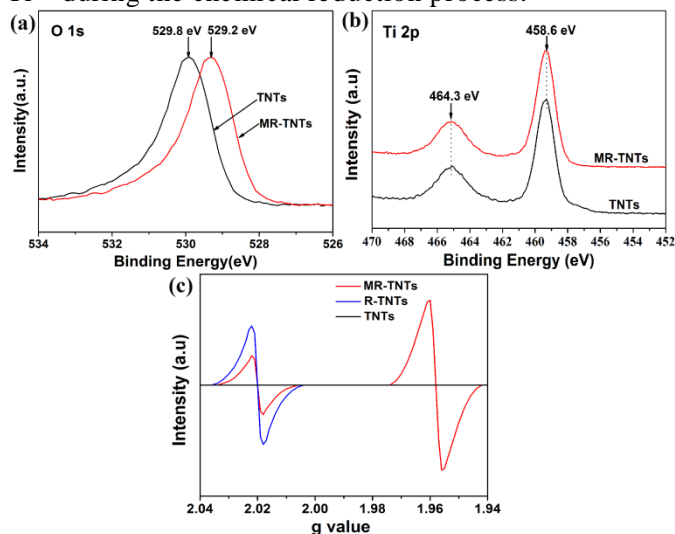 during the chemical reduction process.
(a) O 1s 529.8 eV 529.2 eV
TNTs
MR-TNTs
Intensity(a.u)
534 532 530 528 526
Binding Energy(eV)
(b) Ti 2p 458.6 eV
464.3 eV
MR-TNTs
TNTs
Intensity(a.u.)
470 468 466 464 462 460 458 456 454 452
Binding Energy (eV)
(c)
MR-TNTs
R-TNTs
TNTs
Intensity (a.u)
2.04 2.02 2.00 1.98 1.96 1.94
g value